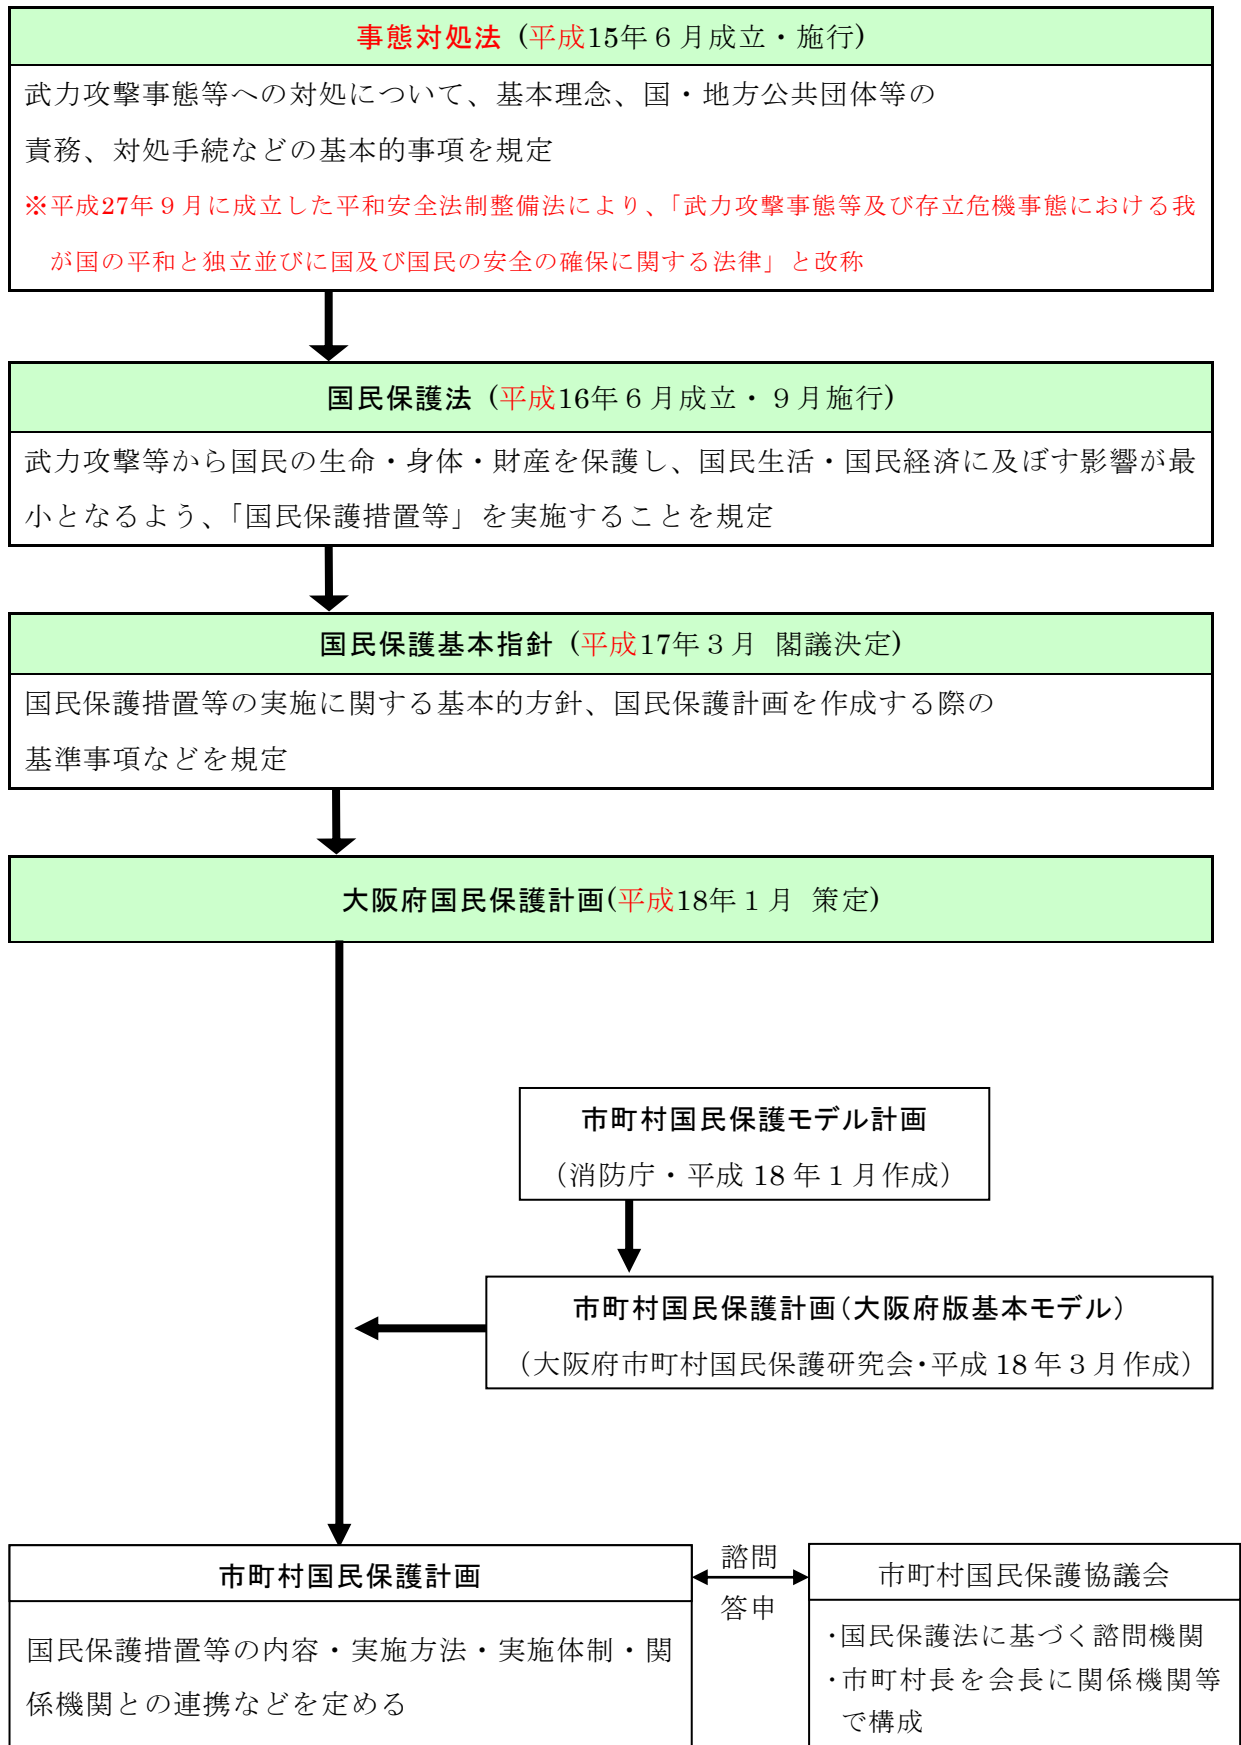 事態対処法 (平成15年６月成立・施行)
武力攻撃事態等への対処について、基本理念、国・地方公共団体等の
責務、対処手続などの基本的事項を規定
※平成27年９月に成立した平和安全法制整備法により、「武力攻撃事態等及び存立危機事態における我
が国の平和と独立並びに国及び国民の安全の確保に関する法律」と改称
国民保護法 (平成16年６月成立・９月施行)
武力攻撃等から国民の生命・身体・財産を保護し、国民生活・国民経済に及ぼす影響が最
小となるよう、「国民保護措置等」を実施することを規定
国民保護基本指針 (平成17年３月 閣議決定)
国民保護措置等の実施に関する基本的方針、国民保護計画を作成する際の
基準事項などを規定
大阪府国民保護計画(平成18年１月 策定)
市町村国民保護モデル計画
（消防庁・平成 18 年１月作成）
市町村国民保護計画（大阪府版基本モデル）
（大阪府市町村国民保護研究会・平成 18 年３月作成）
市町村国民保護計画
国民保護措置等の内容・実施方法・実施体制・関
係機関との連携などを定める
諮問
答申
市町村国民保護協議会
・国民保護法に基づく諮問機関
・市町村長を会長に関係機関等
で構成